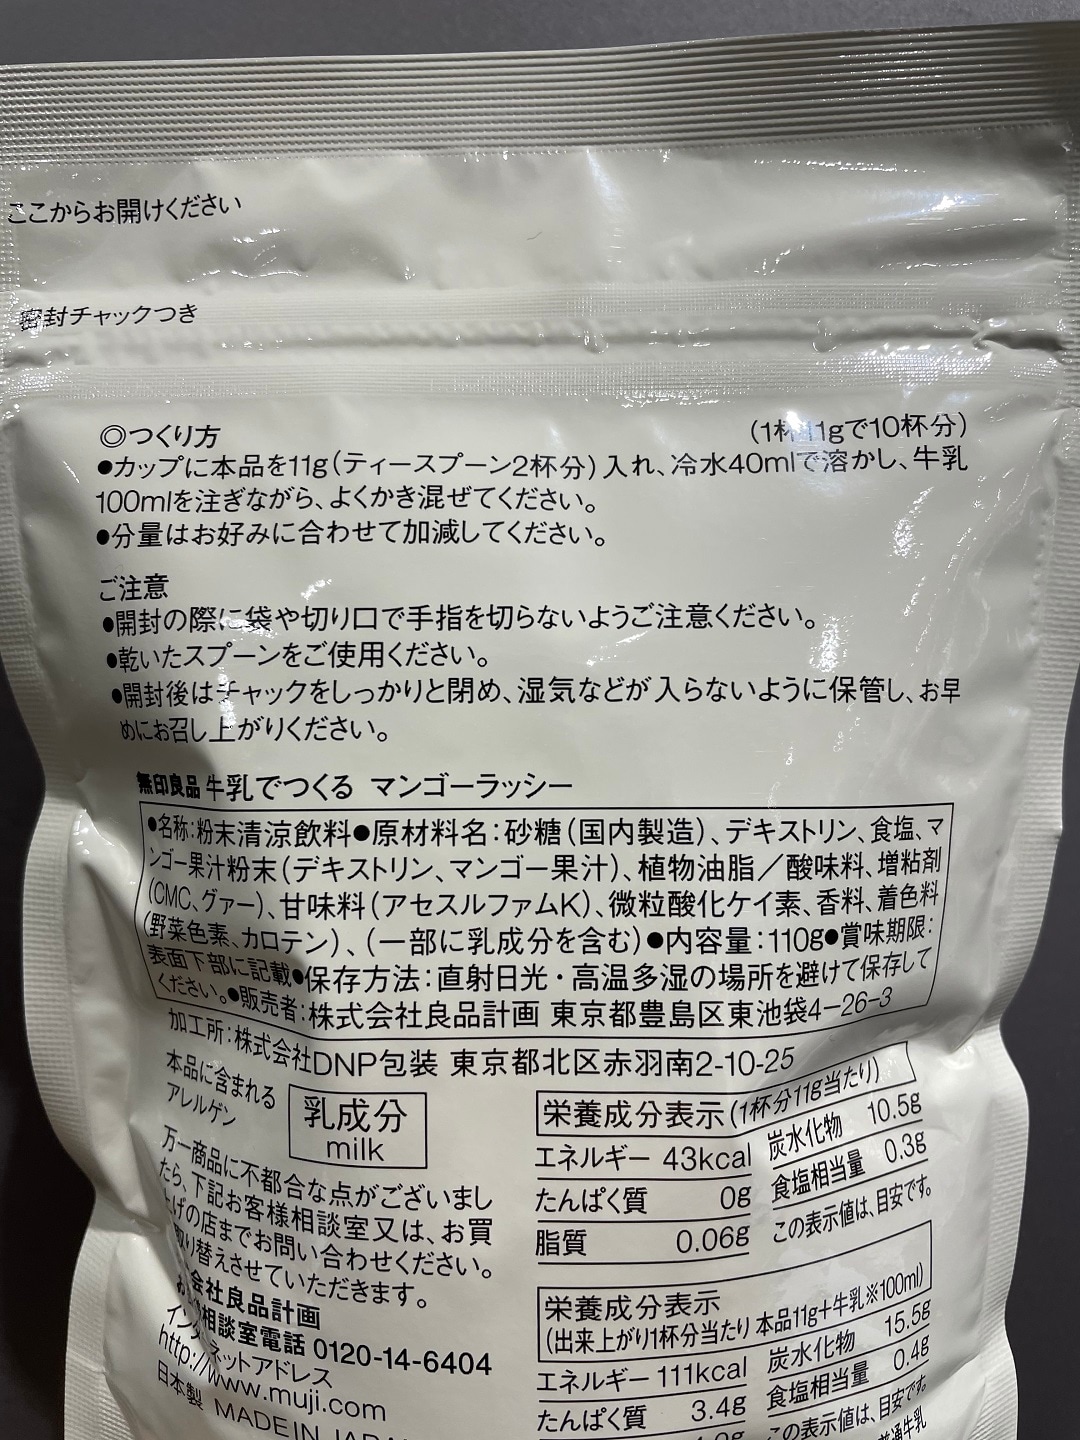 ここからお開けください
密封チャックつき
◎つくり方 (1杯11gで10杯分)
●カップに本品を11g(ティースプーン2杯分)入れ、冷水40mlで溶かし、牛乳
100mlを注ぎながら、よくかき混ぜてください。
●分量はお好みに合わせて加減してください。
ご注意
●開封の際に袋や切り口で手指を切らないようご注意ください。
●乾いたスプーンをご使用ください。
●開封後はチャックをしっかりと閉め、湿気などが入らないように保管し、お早
めにお召し上がりください。
無印良品 牛乳でつくる マンゴーラッシー
●名称:粉末清涼飲料●原材料名:砂糖(国内製造)、デキストリン、食塩、マ
ンゴー果汁粉末(デキストリン、マンゴー果汁)、植物油脂/酸味料、増粘剤
(CMC、グァー)、甘味料(アセスルファムK)、微粒酸化ケイ素、香料、着色料
(野菜色素、カロテン)、(一部に乳成分を含む)●内容量:110g●賞味期限:
表面下部に記載●保存方法:直射日光・高温多湿の場所を避けて保存して
ください。●販売者:株式会社良品計画 東京都豊島区東池袋4-26-3
加工所:株式会社DNP包装 東京都北区赤羽南2-10-25
本品に含まれる
アレルゲン
乳成分
milk
万一商品に不都合な点がございまし
たら、下記お客様相談室又は、お買
上げの店までお問い合わせください。
取り替えさせていただきます。
会社良品計画
相談室電話 0120-14-6404
インターネットアドレス
http://www.muji.com
日本製 MADE IN JAPAN
栄養成分表示(1杯分11g当たり)
エネルギー 43kcal 炭水化物 10.5g
たんぱく質 0g 食塩相当量 0.3g
脂質 0.06g この表示値は、目安です。
栄養成分表示
(出来上がり1杯分当たり 本品11g+牛乳※100ml)
エネルギー 111kcal 炭水化物 15.5g
たんぱく質 3.4g 食塩相当量 0.4g
この表示値は、目安です。
普通牛乳